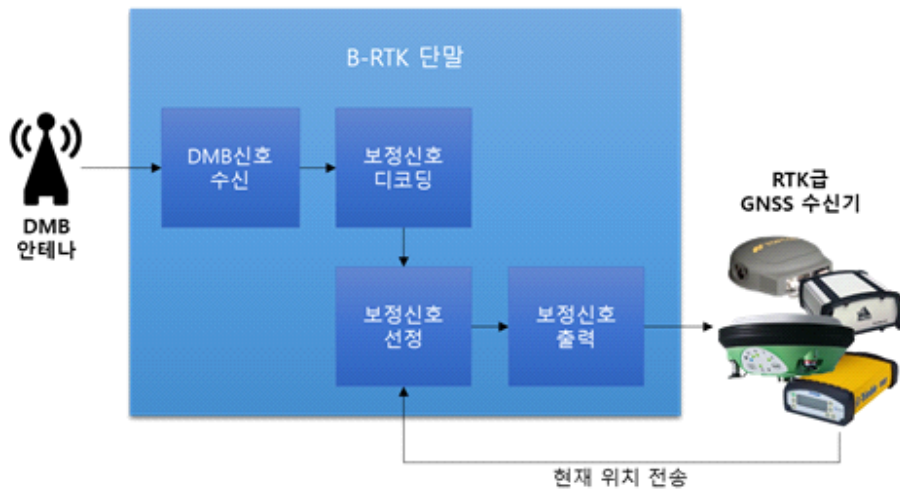 B-RTK 단말
DMB신호
수신
보정신호
디코딩
DMB
안테나
RTK급
GNSS 수신기
보정신호
선정
보정신호
출력
현재 위치 전송